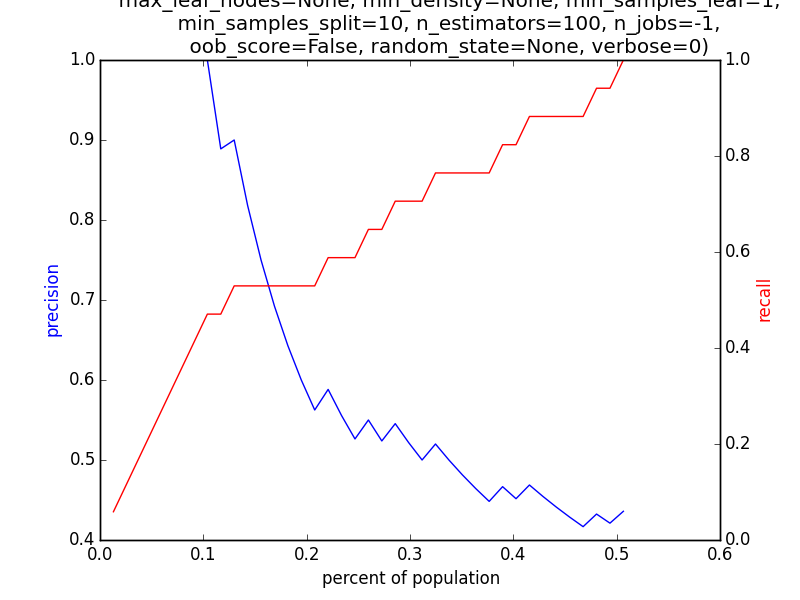 max_leaf_nodes=None, min_density=None, min_samples_leaf=1,
min_samples_split=10, n_estimators=100, n_jobs=-1,
oob_score=False, random_state=None, verbose=0)
1.0
0.9
0.8
0.7
0.6
0.5
0.4
precision
1.0
0.8
0.6
0.4
0.2
0.0
recall
0.0 0.1 0.2 0.3 0.4 0.5 0.6
percent of population